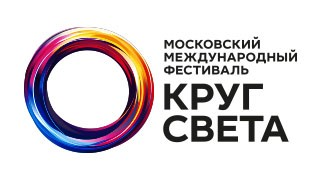 МОСКОВСКИЙ
МЕЖДУНАРОДНЫЙ
ФЕСТИВАЛЬ
КРУГ
СВЕТА